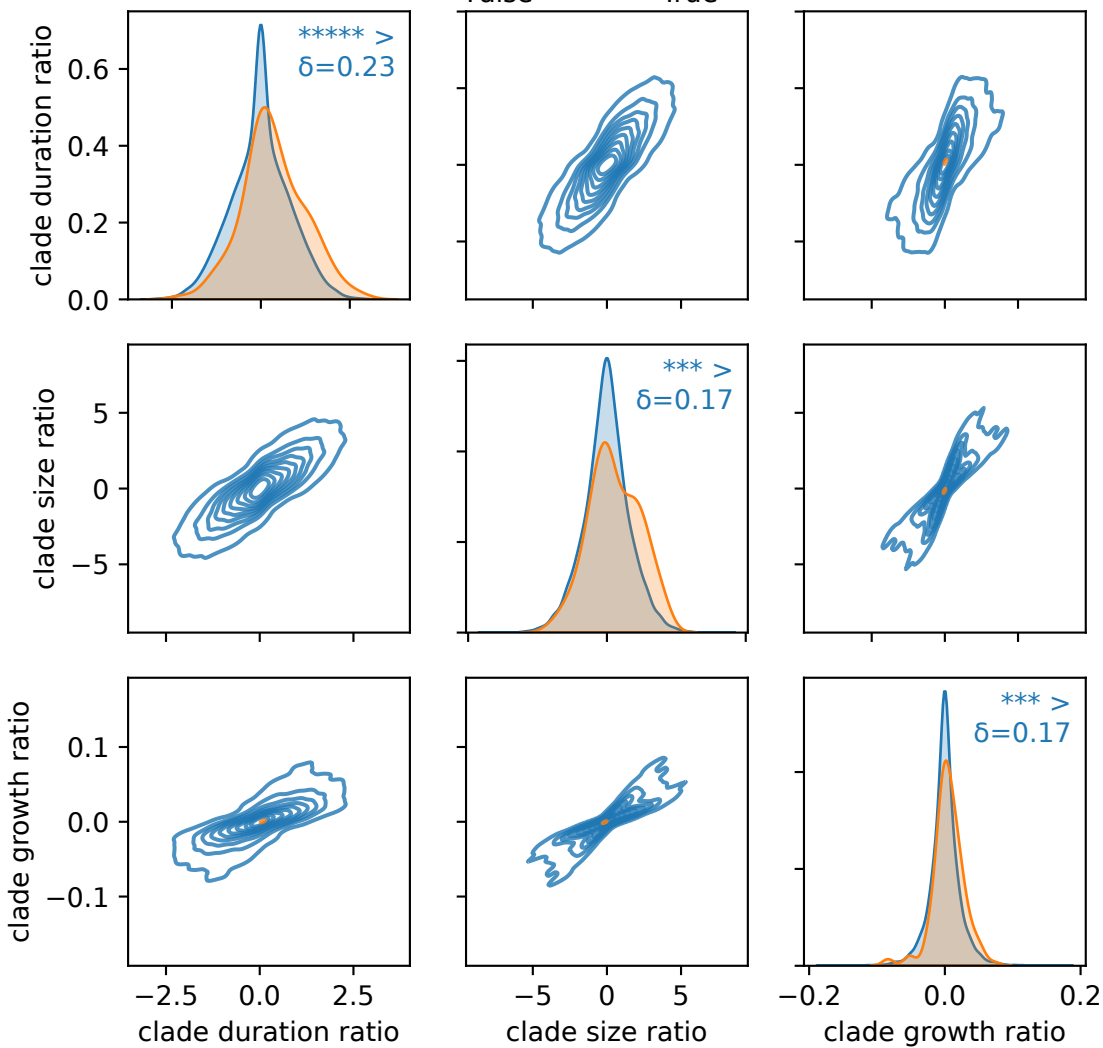 True
***** >
δ=0.23
clade duration ratio
0.6
0.4
0.2
0.0
*** >
δ=0.17
clade size ratio
5
0
−5
*** >
δ=0.17
clade growth ratio
0.1
0.0
−0.1
−2.5 0.0 2.5
−5 0 5
−0.2 0.0 0.2
clade duration ratio
clade size ratio
clade growth ratio